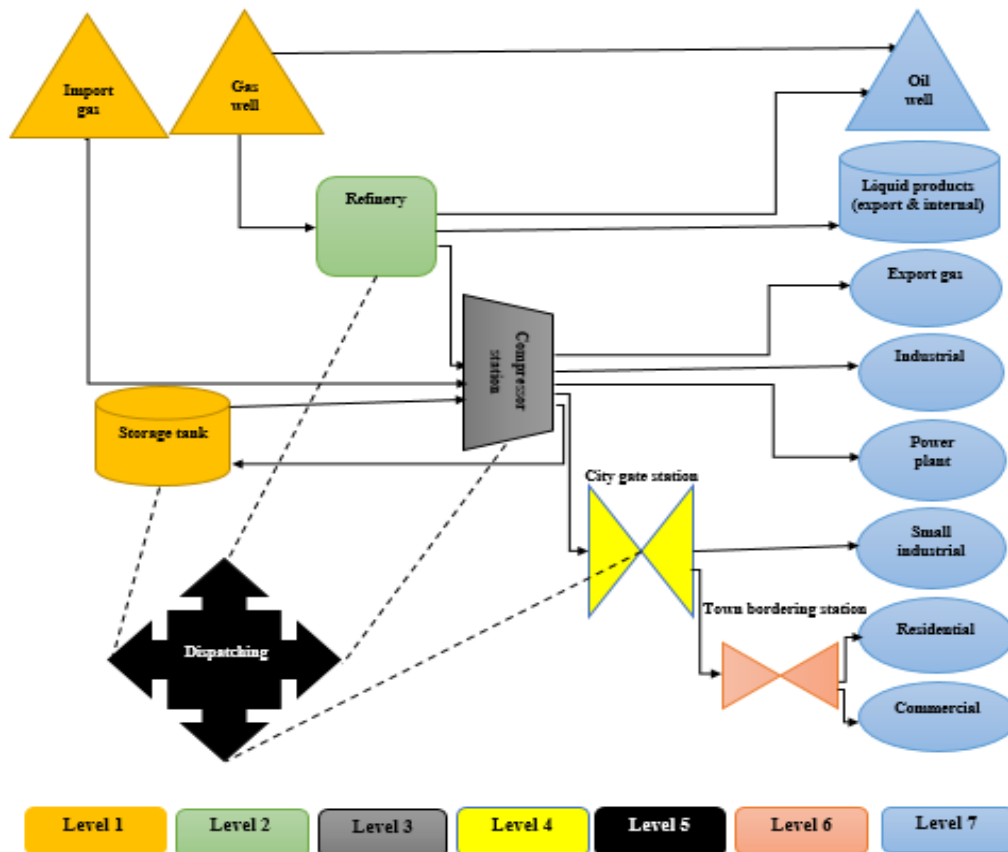 Import
gas
Gas
well
Oil
well
Liquid products
(export & internal)
Refinery
Export gas
Compressor
station
Industrial
Storage tank
Power
plant
City gate station
Small
industrial
Town bordering station
Residential
Dispatching
Commercial
Level 1
Level 2
Level 3
Level 4
Level 5
Level 6
Level 7